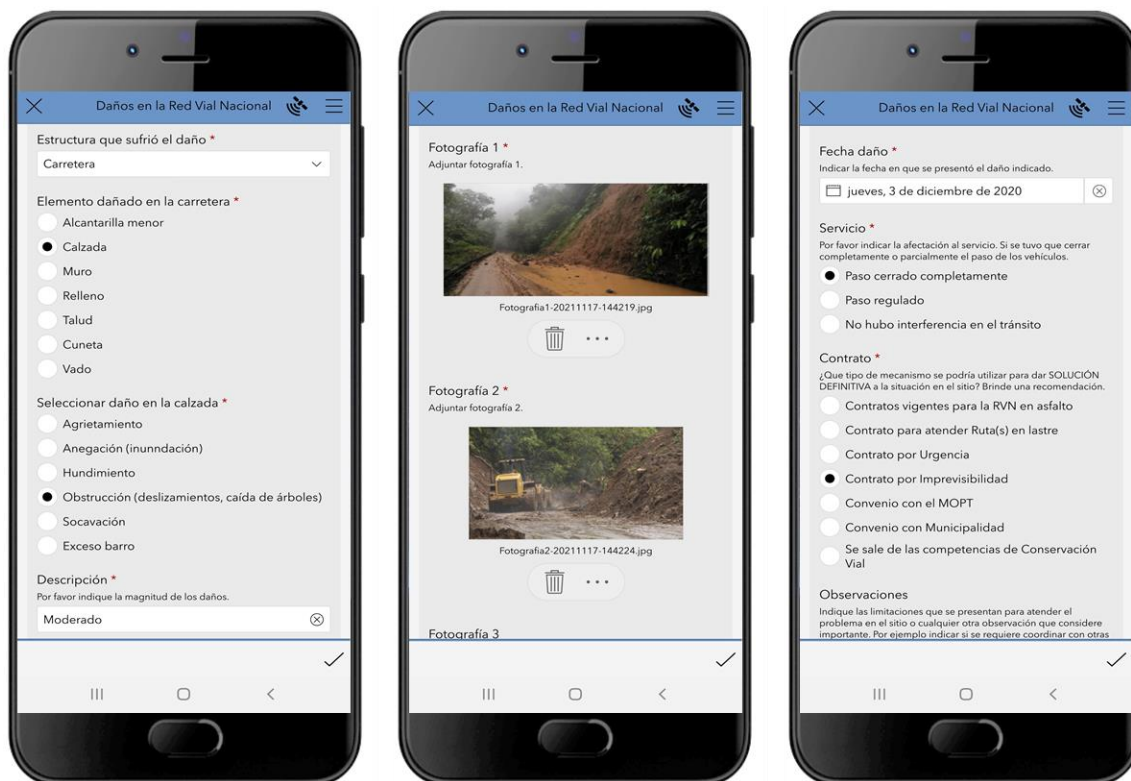 Daños en la Red Vial Nacional
Estructura que sufrió el daño *
Carretera
Elemento dañado en la carretera *
Alcantarilla menor
Calzada
Muro
Relleno
Talud
Cuneta
Vado
Seleccionar daño en la calzada *
Agrietamiento
Anegación (inunndación)
Hundimiento
Obstrucción (deslizamientos, caída de árboles)
Socavación
Exceso barro
Descripción *
Por favor indique la magnitud de los daños.
Moderado
Daños en la Red Vial Nacional
Fotografía 1 *
Adjuntar fotografía 1.
Fotografia1-20211117-144219.jpg
Fotografía 2 *
Adjuntar fotografía 2.
Fotografia2-20211117-144224.jpg
Fotografía 3
Daños en la Red Vial Nacional
Fecha daño *
Indicar la fecha en que se presentó el daño indicado.
jueves, 3 de diciembre de 2020
Servicio *
Por favor indicar la afectación al servicio. Si se tuvo que cerrar
completamente o parcialmente el paso de los vehículos.
Paso cerrado completamente
Paso regulado
No hubo interferencia en el tránsito
Contrato *
¿Que tipo de mecanismo se podría utilizar para dar SOLUCIÓN
DEFINITIVA a la situación en el sitio? Brinde una recomendación.
Contratos vigentes para la RVN en asfalto
Contrato para atender Ruta(s) en lastre
Contrato por Urgencia
Contrato por Imprevisibilidad
Convenio con el MOPT
Convenio con Municipalidad
Se sale de las competencias de Conservación
Vial
Observaciones
Indique las limitaciones que se presentan para atender el
problema en el sitio o cualquier otra observación que considere
importante. Por ejemplo indicar si se requiere coordinar con otras